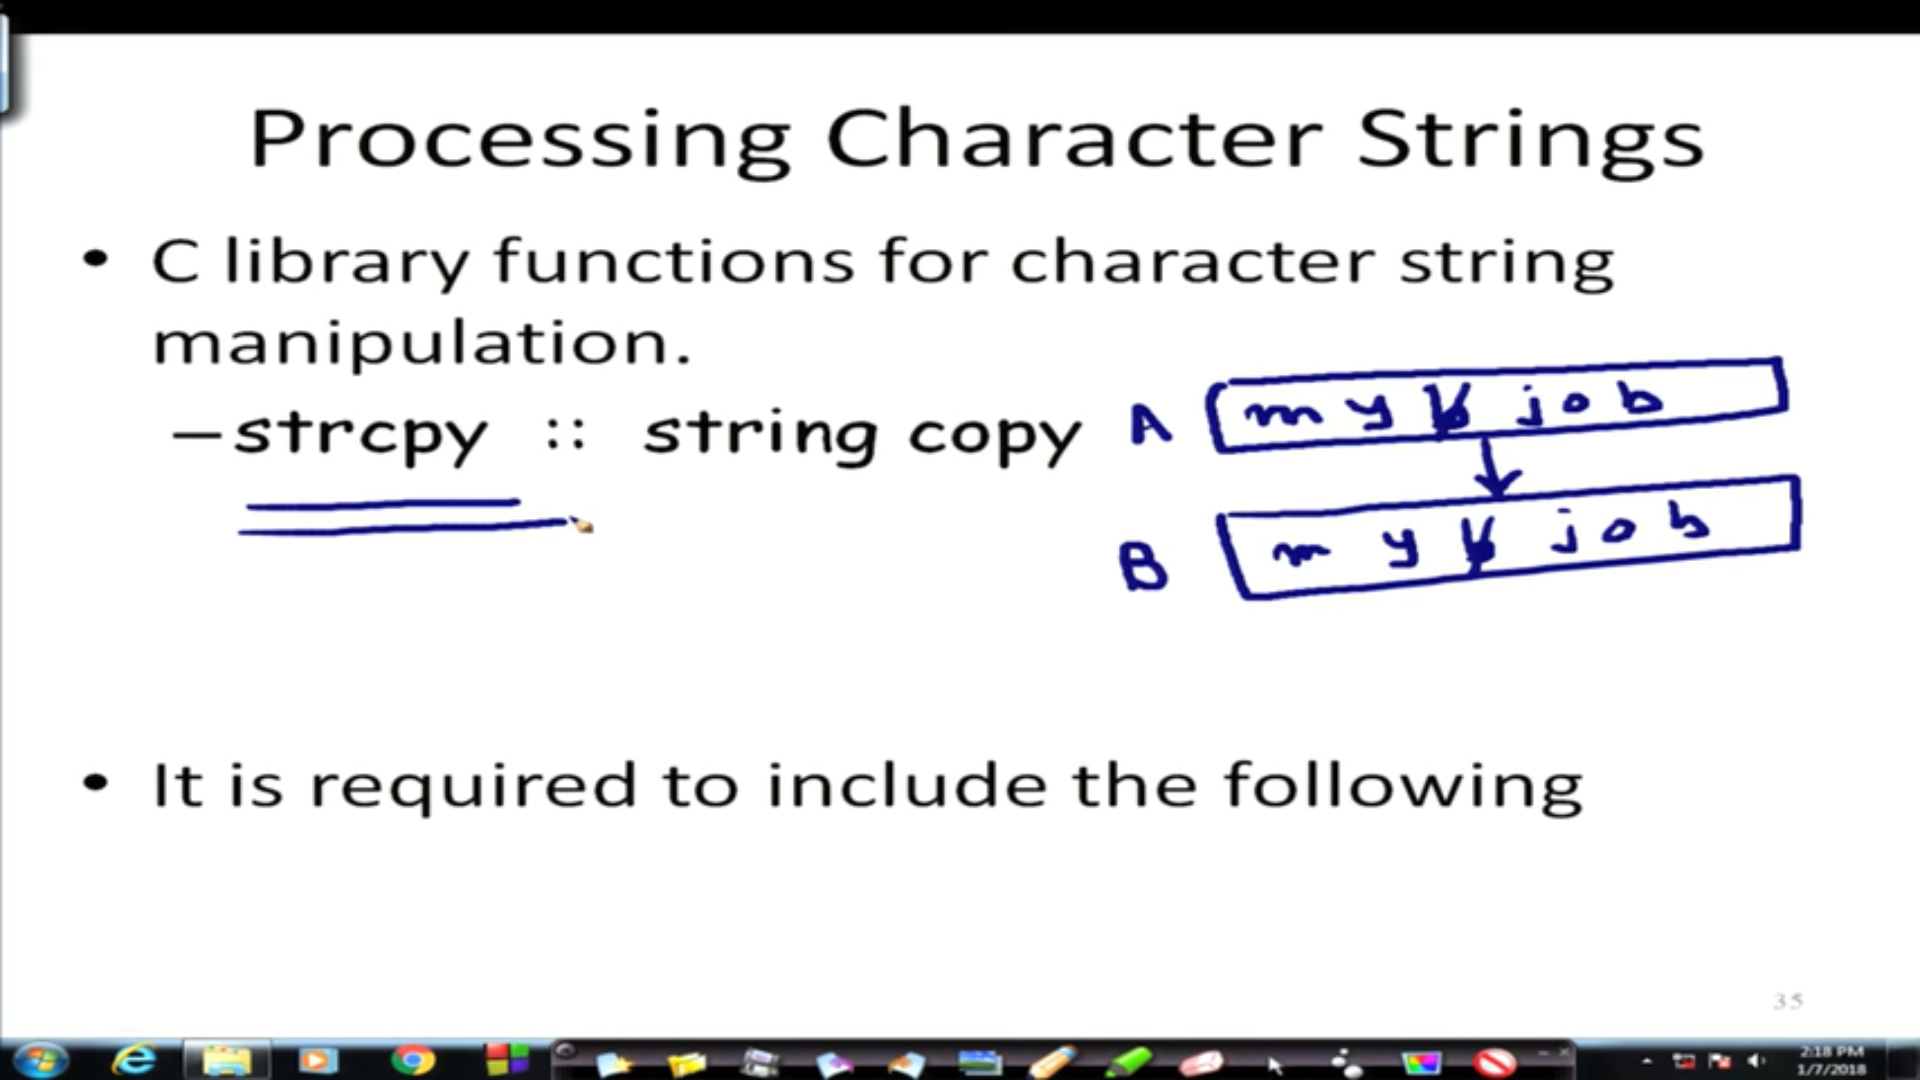 Processing Character Strings
• C library functions for character string
manipulation.
–strcpy :: string copy
A my ƀ job
B my ƀ job
• It is required to include the following
35
2:18 PM
1/7/2018